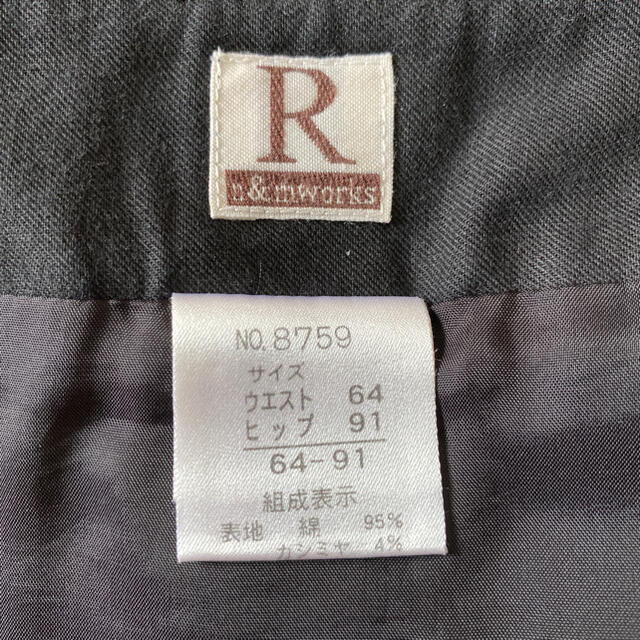 R
n&mworks
NO.8759
サイズ
ウエスト 64
ヒップ 91
64-91
組成表示
表地 綿 95%
カシミヤ 4%